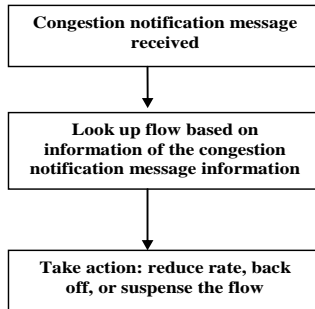 Congestion notification message
received
Look up flow based on
information of the congestion
notification message information
Take action: reduce rate, back
off, or suspense the flow